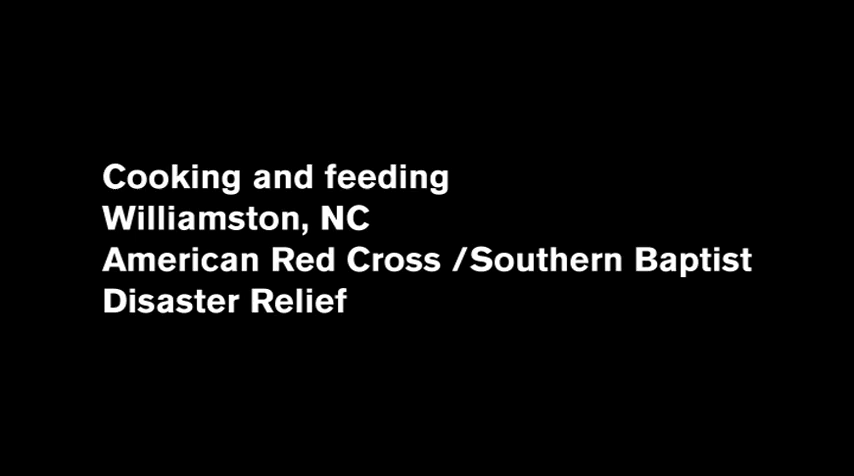 Cooking and feeding
Williamston, NC
American Red Cross /Southern Baptist
Disaster Relief